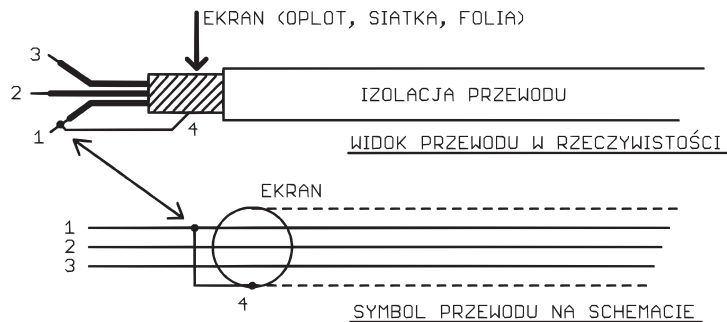 EKRAN (OPLOT, SIATKA, FOLIA)
3
2
1
4
IZOLACJA PRZEWODU
WIDOK PRZEWODU W RZECZYWISTOŚCI
EKRAN
1
2
3
4
SYMBOL PRZEWODU NA SCHEMACIE